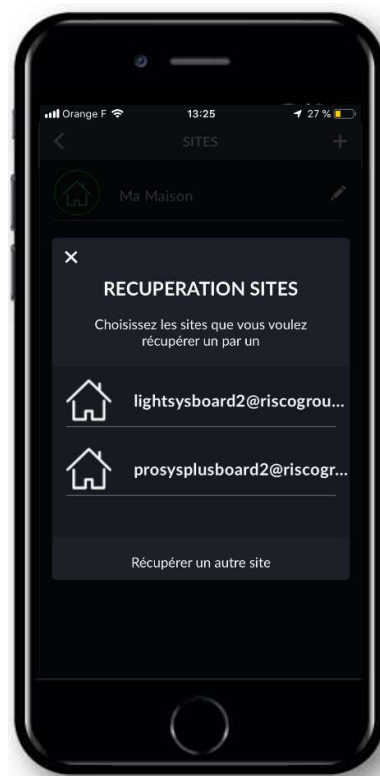 Orange F 13:25 27 %
SITES
Ma Maison
RECUPERATION SITES
Choisissez les sites que vous voulez
récupérer un par un
lightsysboard2@riscogrou...
prosysplusboard2@riscogr...
Récupérer un autre site